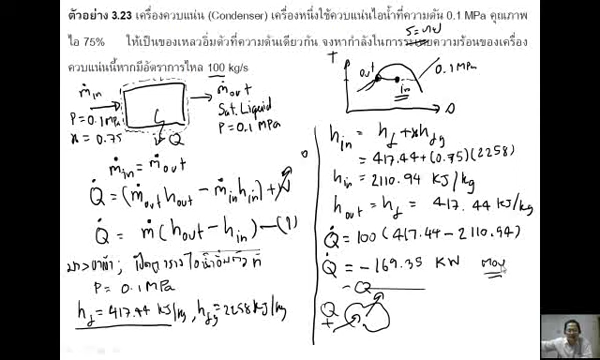 ตัวอย่าง 3.23 เครื่องควบแน่น (Condenser) เครื่องหนึ่งใช้ควบแน่นไอน้ำที่ความดัน 0.1 MPa คุณภาพ
ไอ 75% ให้เป็นของเหลวอิ่มตัวที่ความดันเดียวกัน จงหากำลังในการระบายความร้อนของเครื่อง
ควบแน่นนี้หากมีอัตราการไหล 100 kg/s
ระบาย
ṁin
P = 0.1 MPa
x = 0.75
Q̇
ṁout
Sat. Liquid
P = 0.1 MPa
ṁin = ṁout
Q̇ = (ṁout hout − ṁin hin) + Ẇ
0
Q̇ = ṁ (hout − hin) — (1)
P = 0.1 MPa
hf = 417.44 kJ/kg, hfg = 2258 kJ/kg
T
P
out
in
0.1 MPa
hin = hf + xhfg
= 417.44 + (0.75)(2258)
hin = 2110.94 kJ/kg
hout = hf = 417.44 kJ/kg
Q̇ = 100 (417.44 − 2110.94)
Q̇ = −169.35 KW
− Q
Q
+